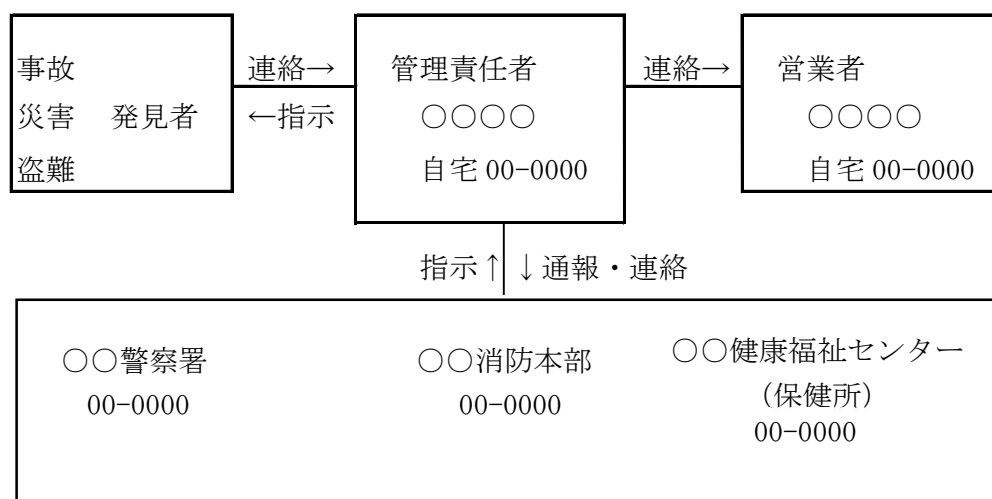 事故
災害 発見者
盗難
連絡→
←指示
管理責任者
○○○○
自宅 00-0000
連絡→
営業者
○○○○
自宅 00-0000
指示↑ ↓通報・連絡
○○警察署
00-0000
○○消防本部
00-0000
○○健康福祉センター
(保健所)
00-0000